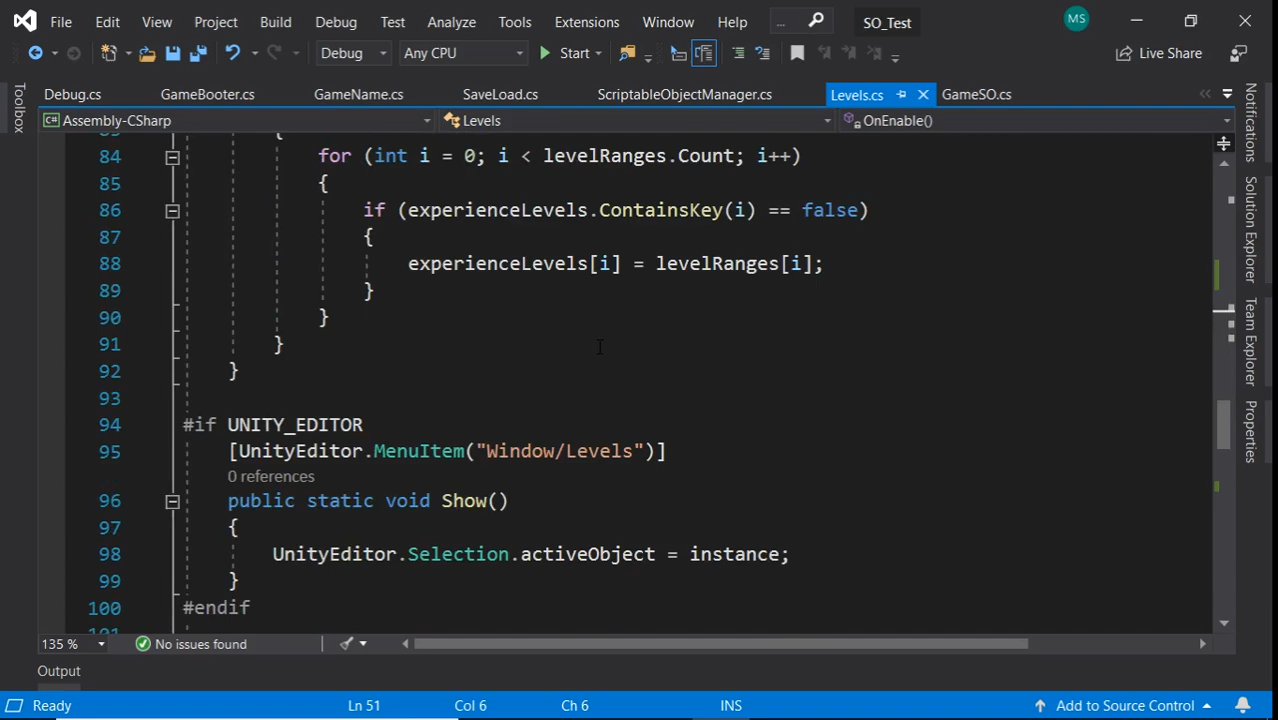 File Edit View Project Build Debug Test Analyze Tools Extensions Window Help ... SO_Test MS
Debug Any CPU Start Live Share
Toolbox
Debug.cs GameBooter.cs GameName.cs SaveLoad.cs ScriptableObjectManager.cs Levels.cs GameSO.cs
Assembly-CSharp Levels OnEnable()
84 for (int i = 0; i < levelRanges.Count; i++)
85 {
86 if (experienceLevels.ContainsKey(i) == false)
87 {
88 experienceLevels[i] = levelRanges[i];
89 }
90 }
91 }
92 }
93
94 #if UNITY_EDITOR
95 [UnityEditor.MenuItem("Window/Levels")]
0 references
96 public static void Show()
97 {
98 UnityEditor.Selection.activeObject = instance;
99 }
100 #endif
Notifications
Solution Explorer
Team Explorer
Properties
135 % No issues found
Output
Ready Ln 51 Col 6 Ch 6 INS Add to Source Control